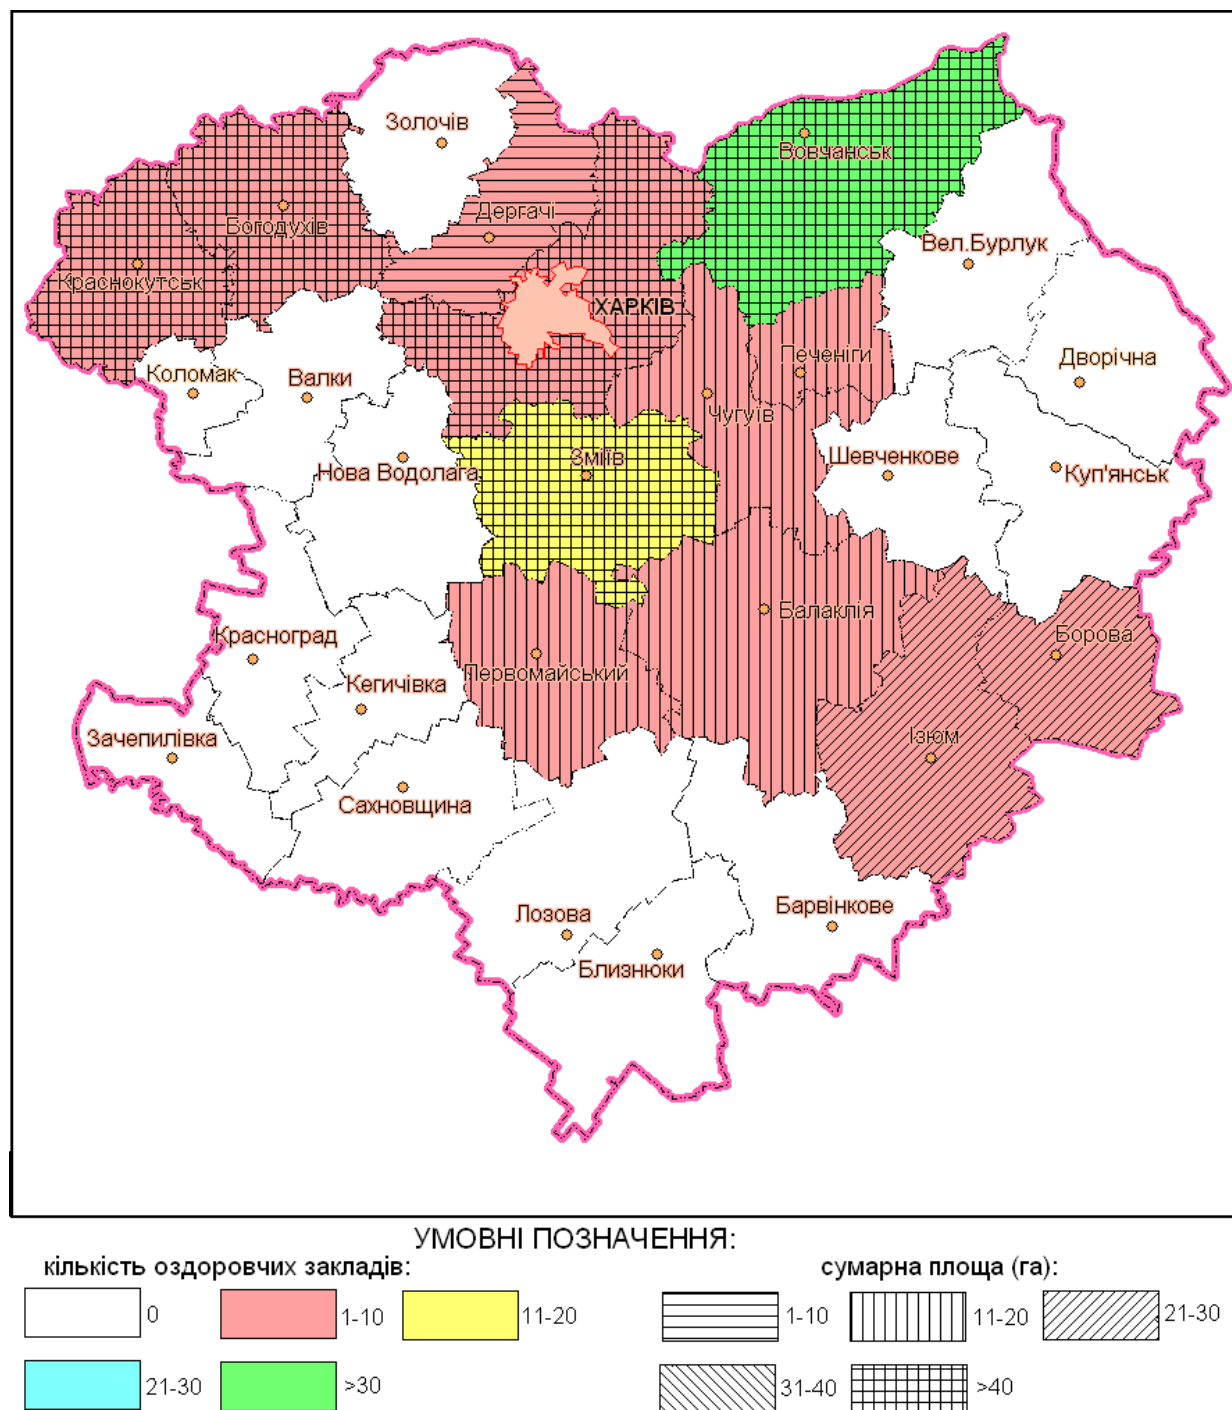 Золочів
Вовчанськ
Дергачі
Богодухів
Вел.Бурлук
Краснокутськ
ХАРКІВ
Печеніги
Дворічна
Коломак
Валки
Чугуїв
Зміїв
Шевченкове
Нова Водолага
Куп'янськ
Балаклія
Красноград
Борова
Первомайський
Кегичівка
Зачепилівка
Ізюм
Сахновщина
Лозова
Барвінкове
Близнюки
УМОВНІ ПОЗНАЧЕННЯ:
кількість оздоровчих закладів:
0
1-10
11-20
21-30
>30
сумарна площа (га):
1-10
11-20
21-30
31-40
>40